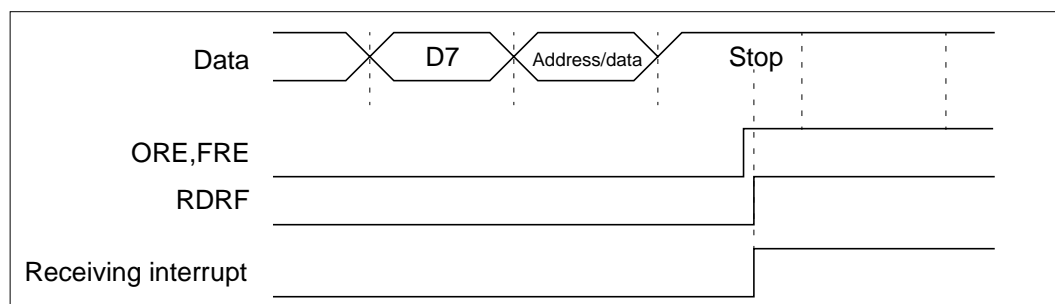 Data D7 Address/data Stop
ORE,FRE
RDRF
Receiving interrupt